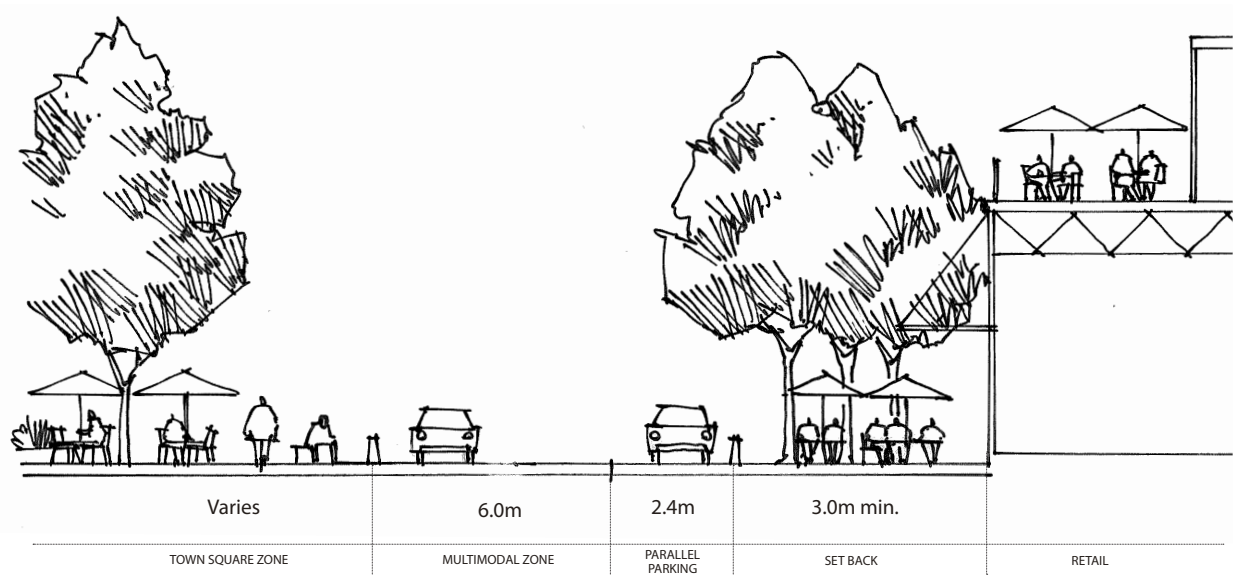 Varies
6.0m
2.4m
3.0m min.
TOWN SQUARE ZONE
MULTIMODAL ZONE
PARALLEL
PARKING
SET BACK
RETAIL